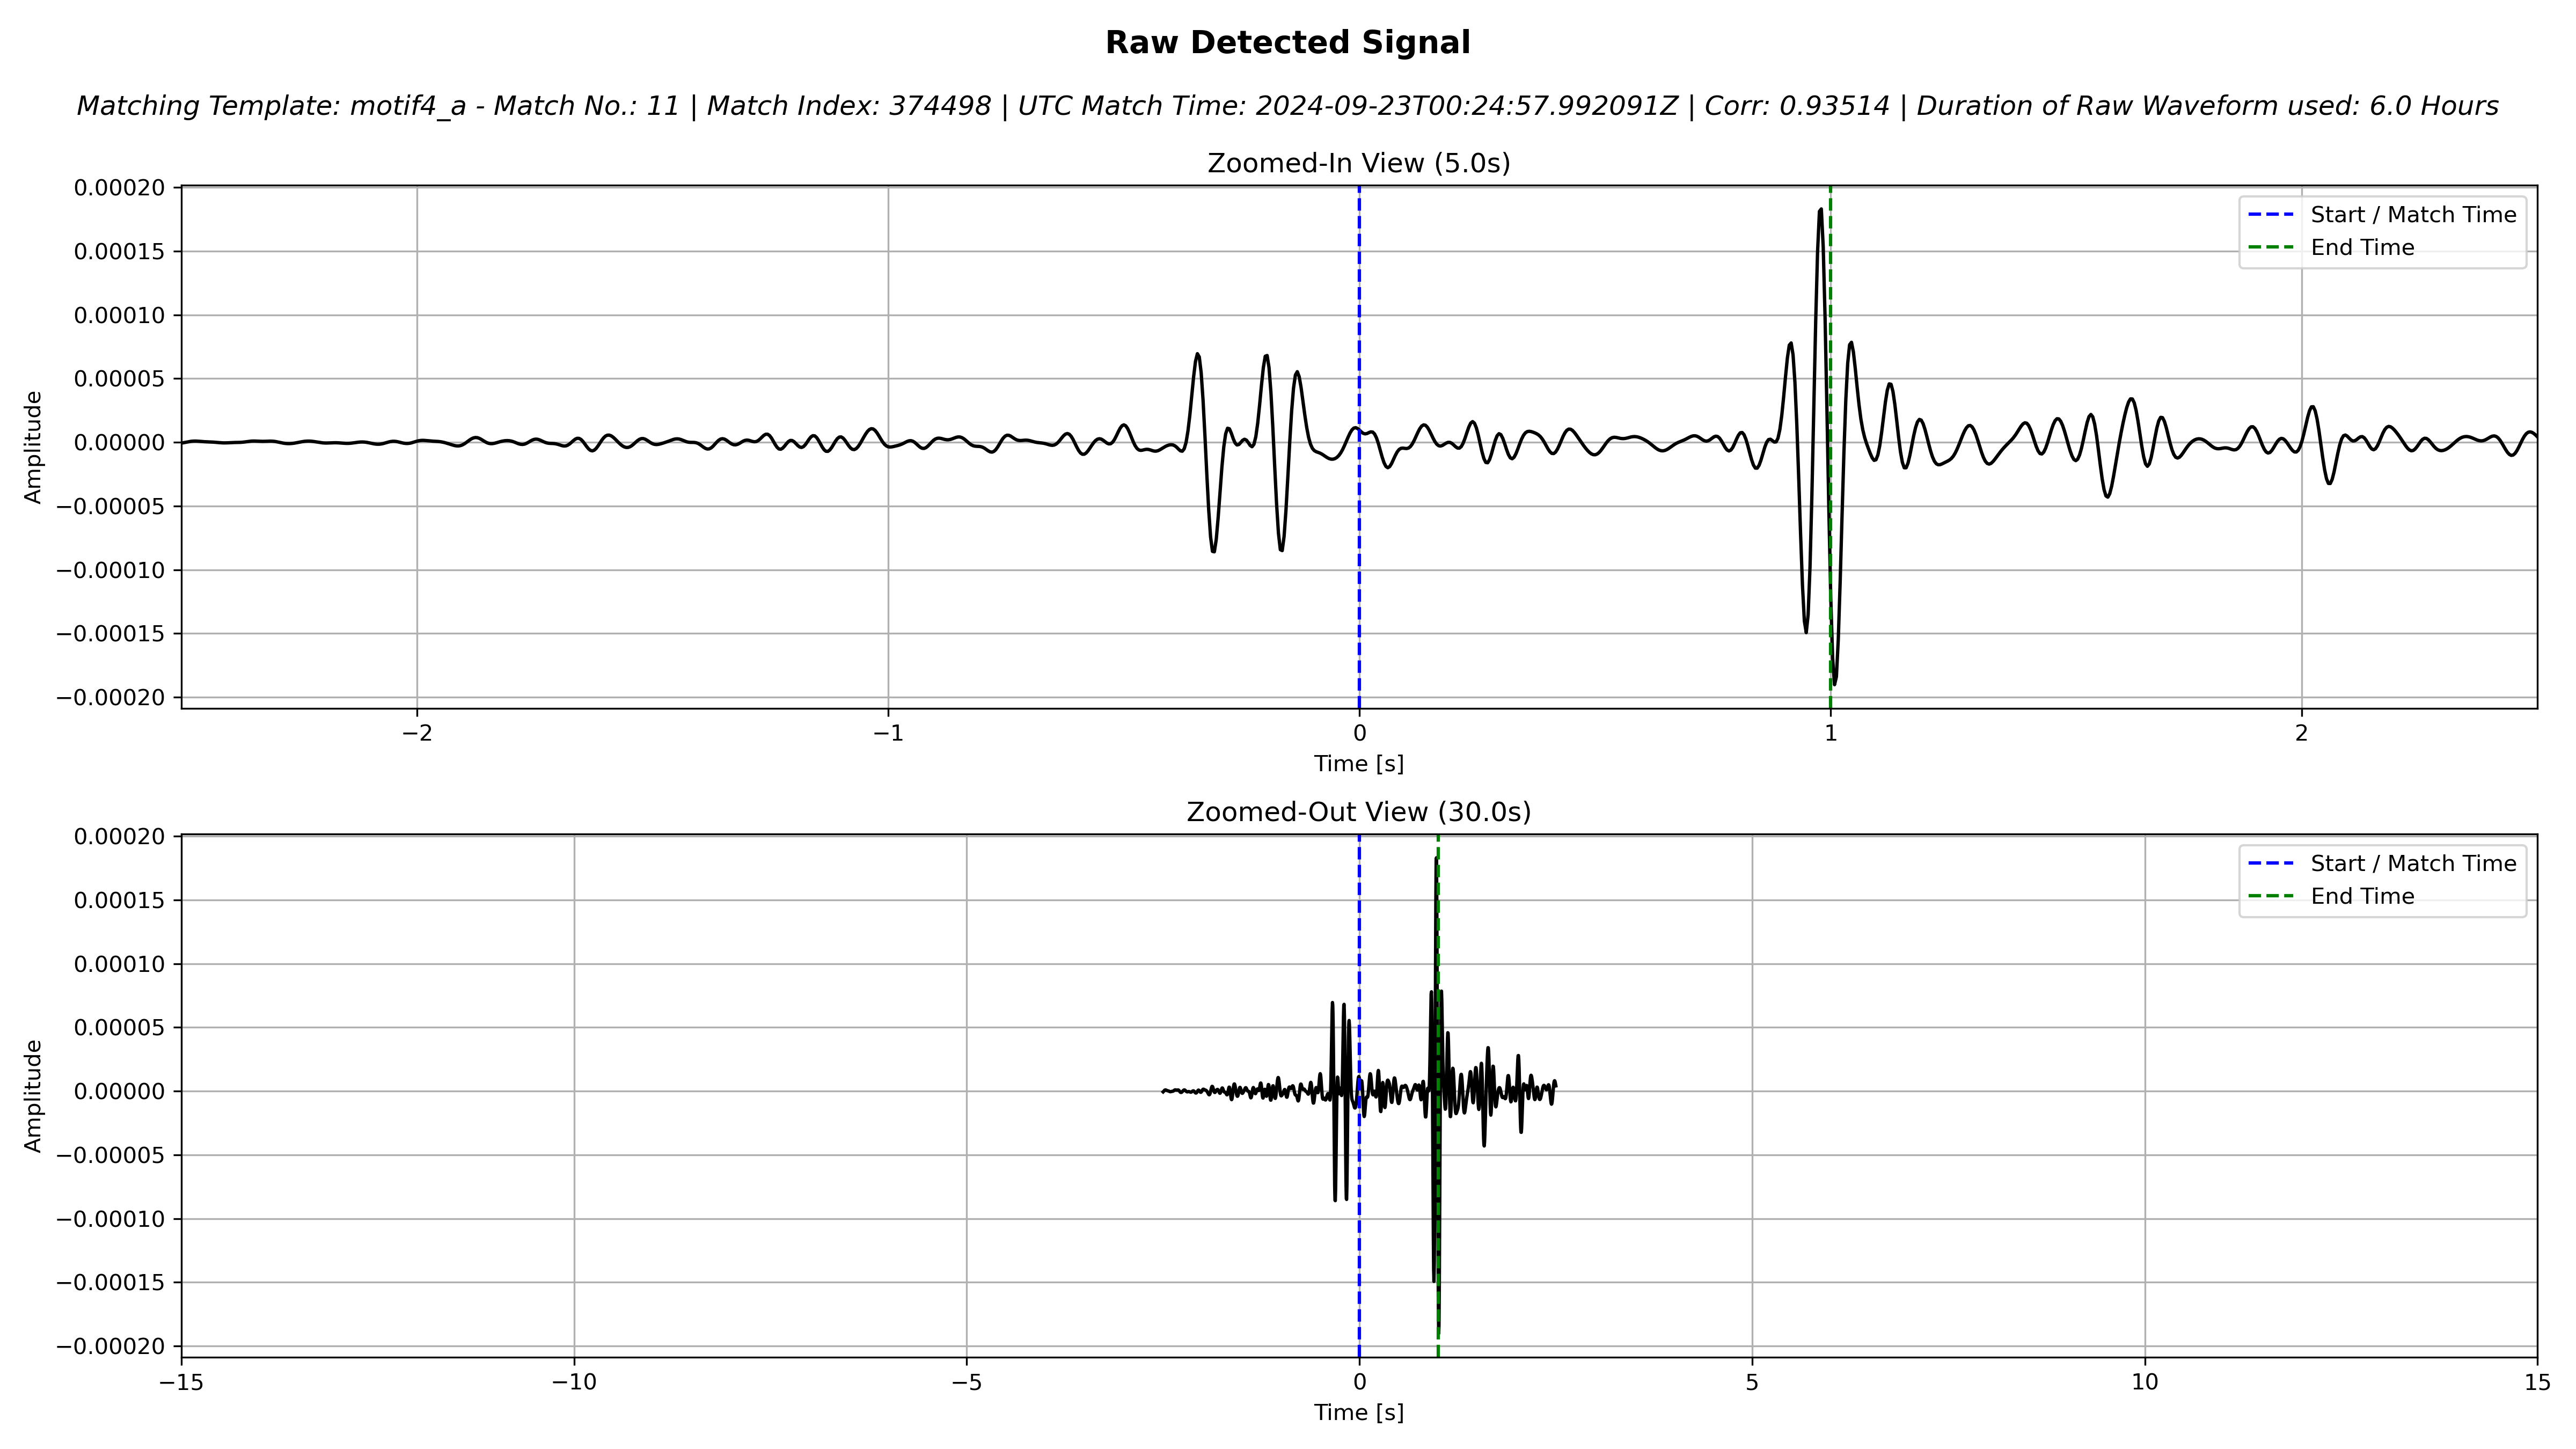 Raw Detected Signal
Matching Template: motif4_a - Match No.: 11 | Match Index: 374498 | UTC Match Time: 2024-09-23T00:24:57.992091Z | Corr: 0.93514 | Duration of Raw Waveform used: 6.0 Hours
Zoomed-In View (5.0s)
0.00020
0.00015
0.00010
0.00005
0.00000
−0.00005
−0.00010
−0.00015
−0.00020
Amplitude
Start / Match Time
End Time
−2 −1 0 1 2
Time [s]
Zoomed-Out View (30.0s)
0.00020
0.00015
0.00010
0.00005
0.00000
−0.00005
−0.00010
−0.00015
−0.00020
Amplitude
Start / Match Time
End Time
−15 −10 −5 0 5 10 15
Time [s]